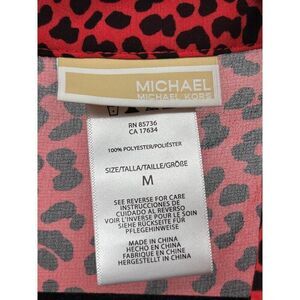 MICHAEL
MICHAEL KORS
RN 85736
CA 17634
100% POLYESTER/POLIÉSTER
SIZE/TALLA/TAILLE/GRÖßE
M
SEE REVERSE FOR CARE
INSTRUCCIONES DE
CUIDADO AL REVERSO
VOIR L'INVERSE POUR LE SOIN
SIEHE RÜCKSEITE FÜR
PFLEGEHINWEIS
MADE IN CHINA
HECHO EN CHINA
FABRIQUE EN CHINE
HERGESTELLT IN CHINA